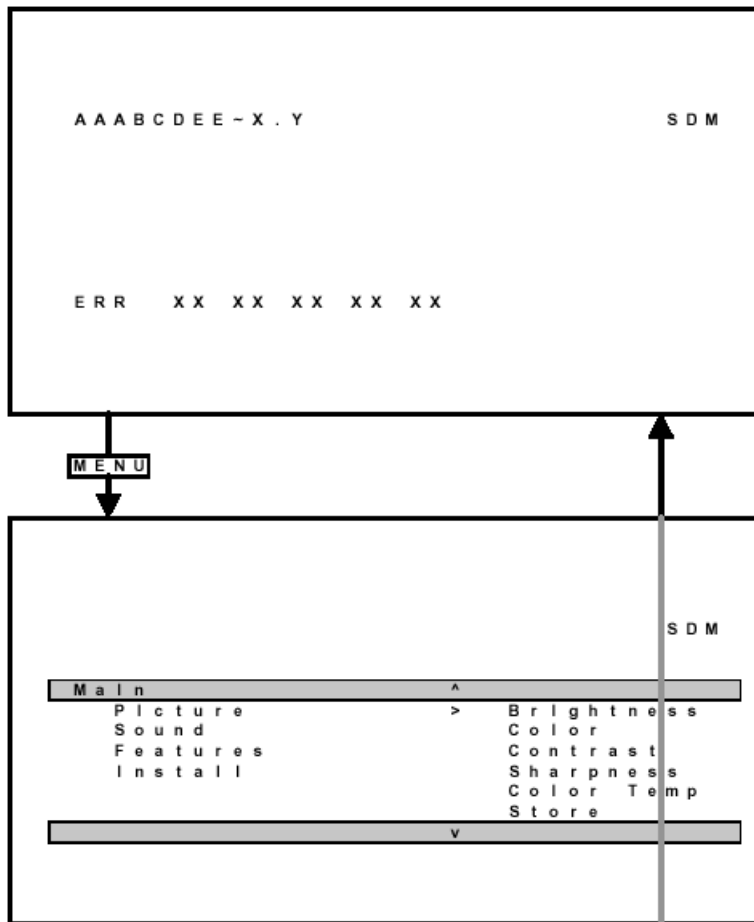 AAABCDEE~X.Y SDM
ERR XX XX XX XX XX
MENU
SDM
Main ^
Picture > Brightness
Sound Color
Features Contrast
Install Sharpness
Color Temp
Store
v